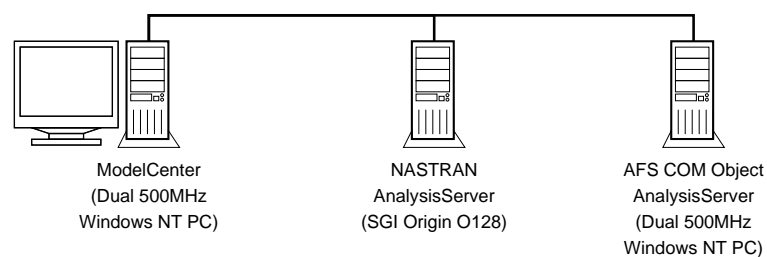 ModelCenter
(Dual 500MHz
Windows NT PC)
NASTRAN
AnalysisServer
(SGI Origin O128)
AFS COM Object
AnalysisServer
(Dual 500MHz
Windows NT PC)